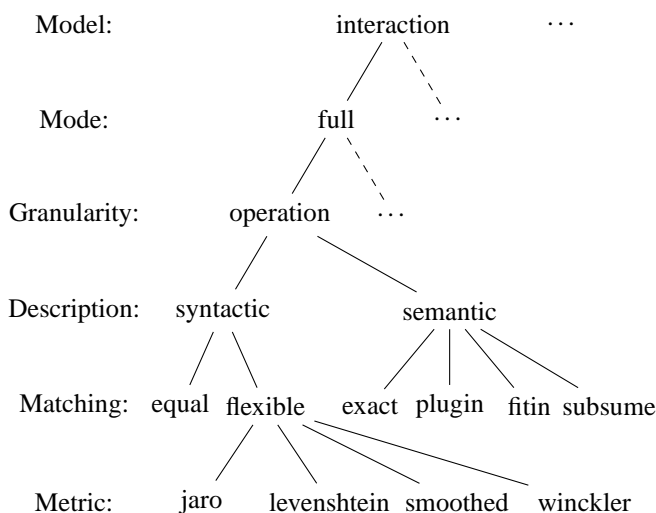 Model: interaction ···
Mode: full ···
Granularity: operation ···
Description: syntactic semantic
Matching: equal flexible exact plugin fitin subsume
Metric: jaro levenshtein smoothed winckler